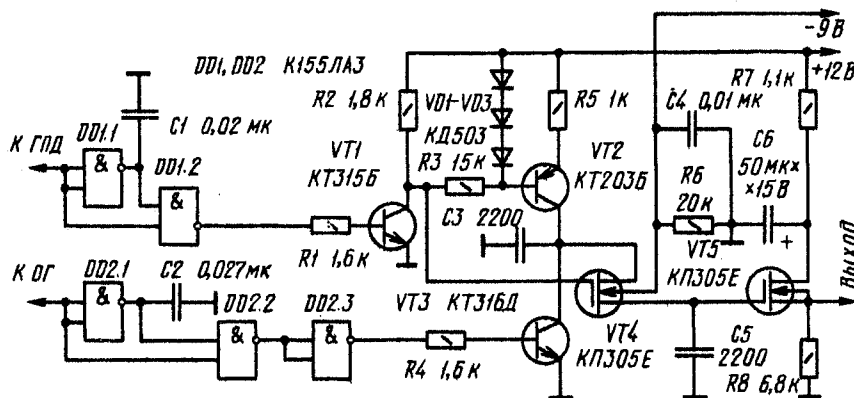 -9 В
DD1, DD2 К155ЛА3
R7 1,1к
+12В
R2 1,8к
VD1-VD3
КД503
R5 1к
C4 0,01 мк
C1 0,02 мк
К ГПД
DD1.1
&
DD1.2
&
VT1
КТ315Б
R3 15к
VT2
КТ203Б
C6
50мк×
×15В
R6
20к
C3 2200
R1 1,6к
VT5
КП305Е
Выход
К ОГ
DD2.1
&
C2 0,027мк
DD2.2
&
DD2.3
&
VT3 КТ316Д
R4 1,6к
VT4
КП305Е
C5
2200
R8 6,8к
+